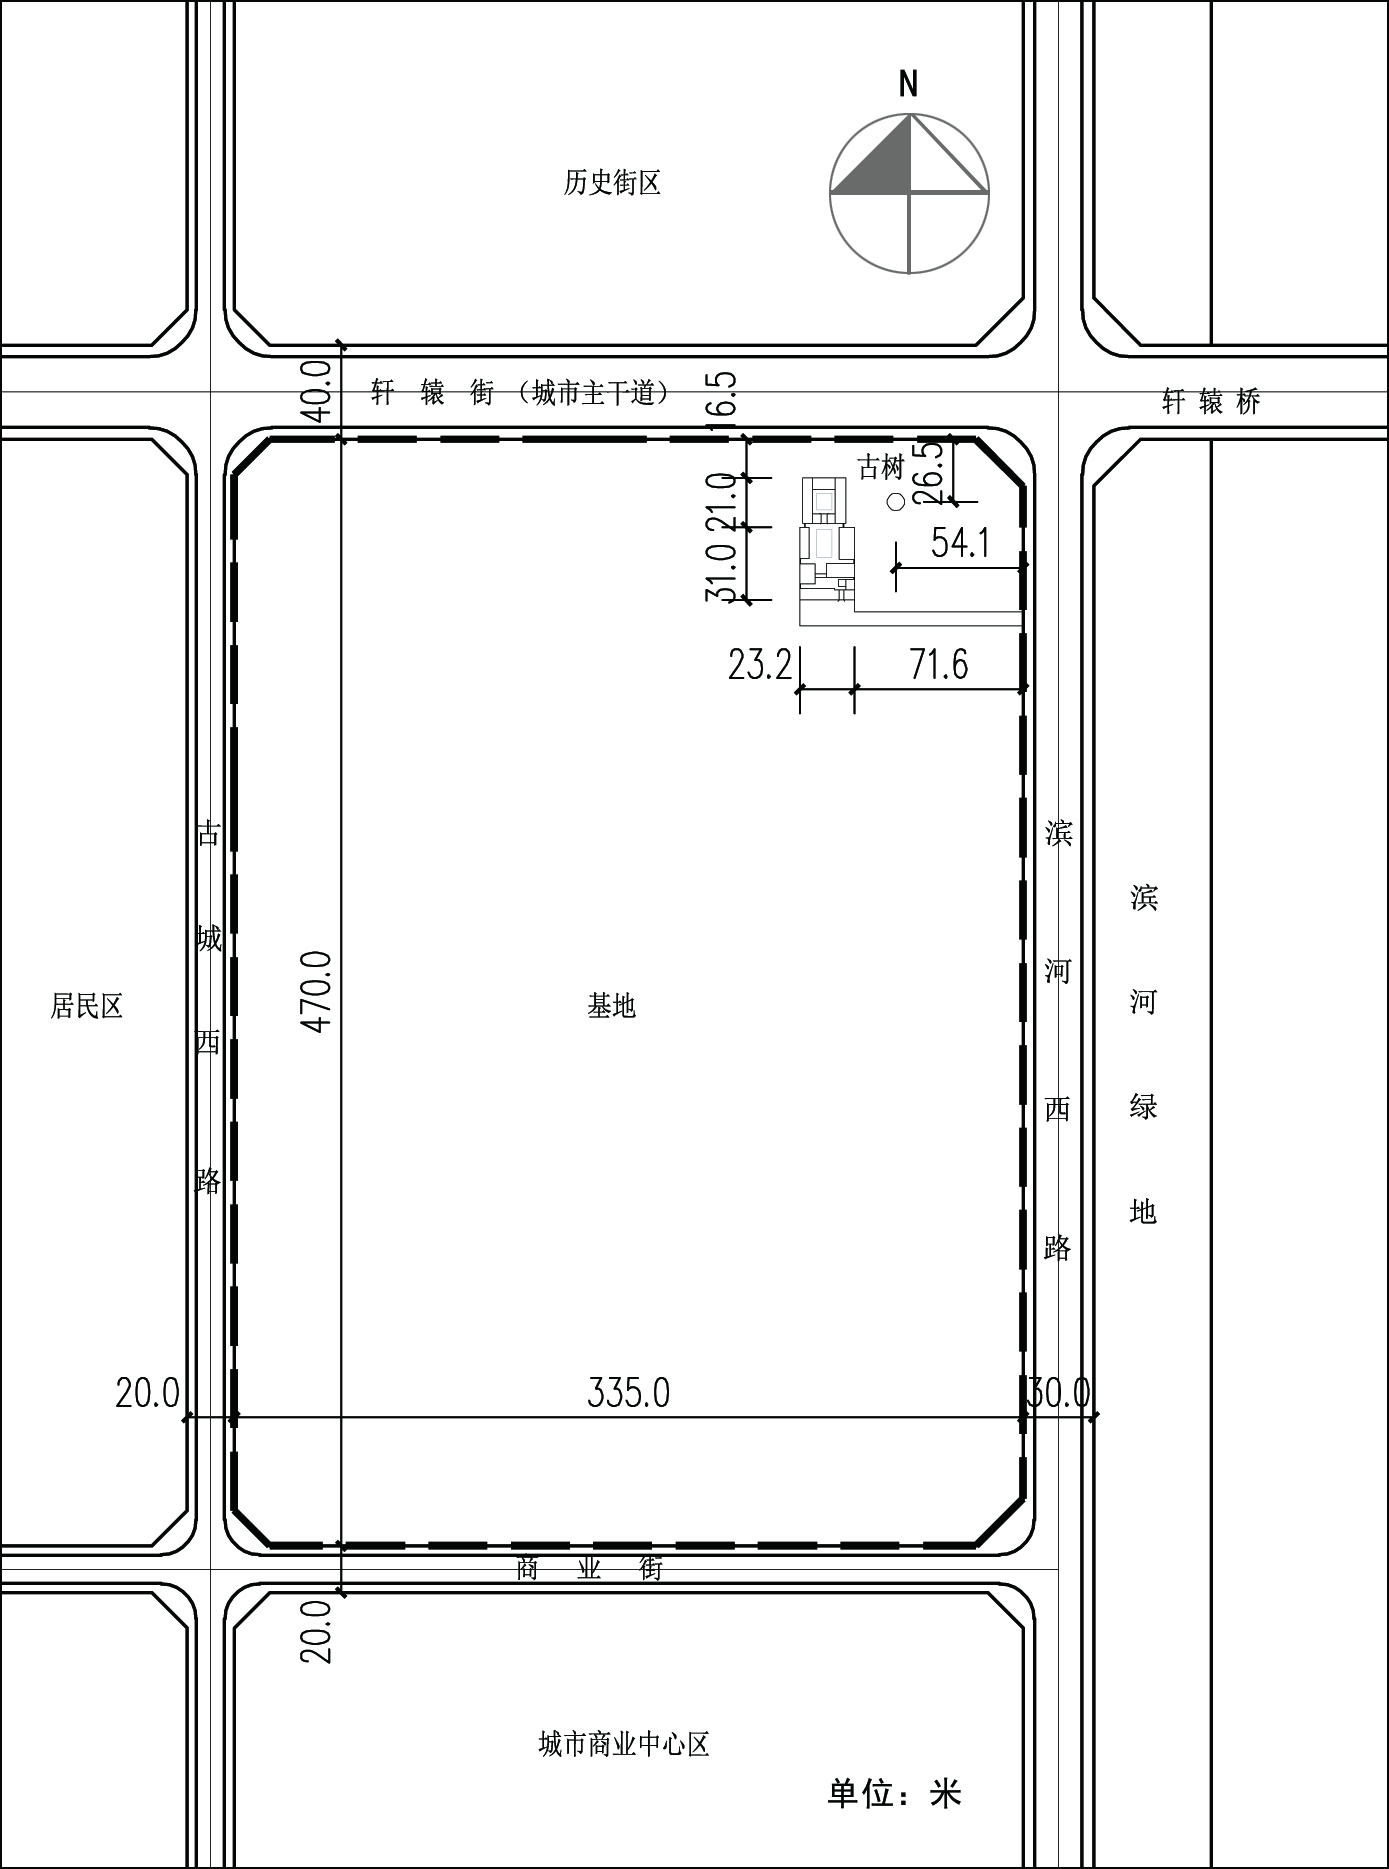 N
历史街区
40.0
轩辕街（城市主干道）
16.5
轩辕桥
古树
26.5
21.0
54.1
31.0
23.2
71.6
古城西路
滨河西路
滨河绿地
470.0
居民区
基地
20.0
335.0
30.0
商业街
20.0
城市商业中心区
单位：米